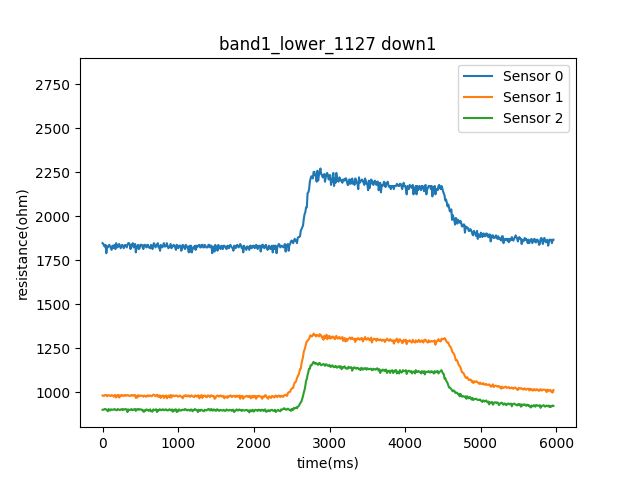 band1_lower_1127 down1
Sensor 0
Sensor 1
Sensor 2
resistance(ohm)
2750
2500
2250
2000
1750
1500
1250
1000
0 1000 2000 3000 4000 5000 6000
time(ms)